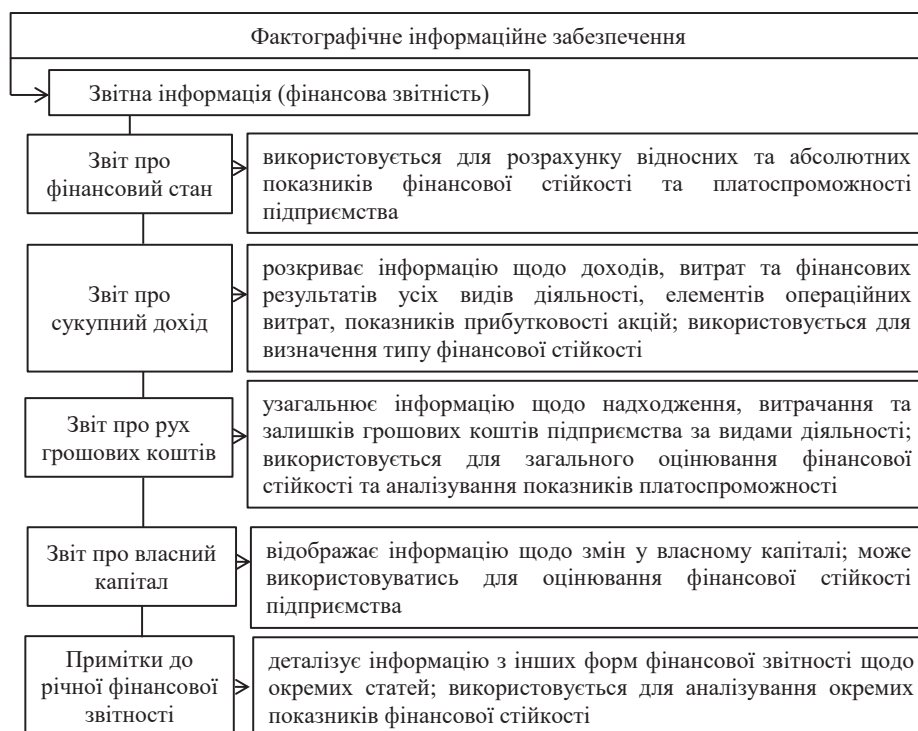 Фактографічне інформаційне забезпечення
Звітна інформація (фінансова звітність)
Звіт про
фінансовий стан
використовується для розрахунку відносних та абсолютних
показників фінансової стійкості та платоспроможності
підприємства
Звіт про
сукупний дохід
розкриває інформацію щодо доходів, витрат та фінансових
результатів усіх видів діяльності, елементів операційних
витрат, показників прибутковості акцій; використовується для
визначення типу фінансової стійкості
Звіт про рух
грошових коштів
узагальнює інформацію щодо надходження, витрачання та
залишків грошових коштів підприємства за видами діяльності;
використовується для загального оцінювання фінансової
стійкості та аналізування показників платоспроможності
Звіт про власний
капітал
відображає інформацію щодо змін у власному капіталі; може
використовуватись для оцінювання фінансової стійкості
підприємства
Примітки до
річної фінансової
звітності
деталізує інформацію з інших форм фінансової звітності щодо
окремих статей; використовується для аналізування окремих
показників фінансової стійкості